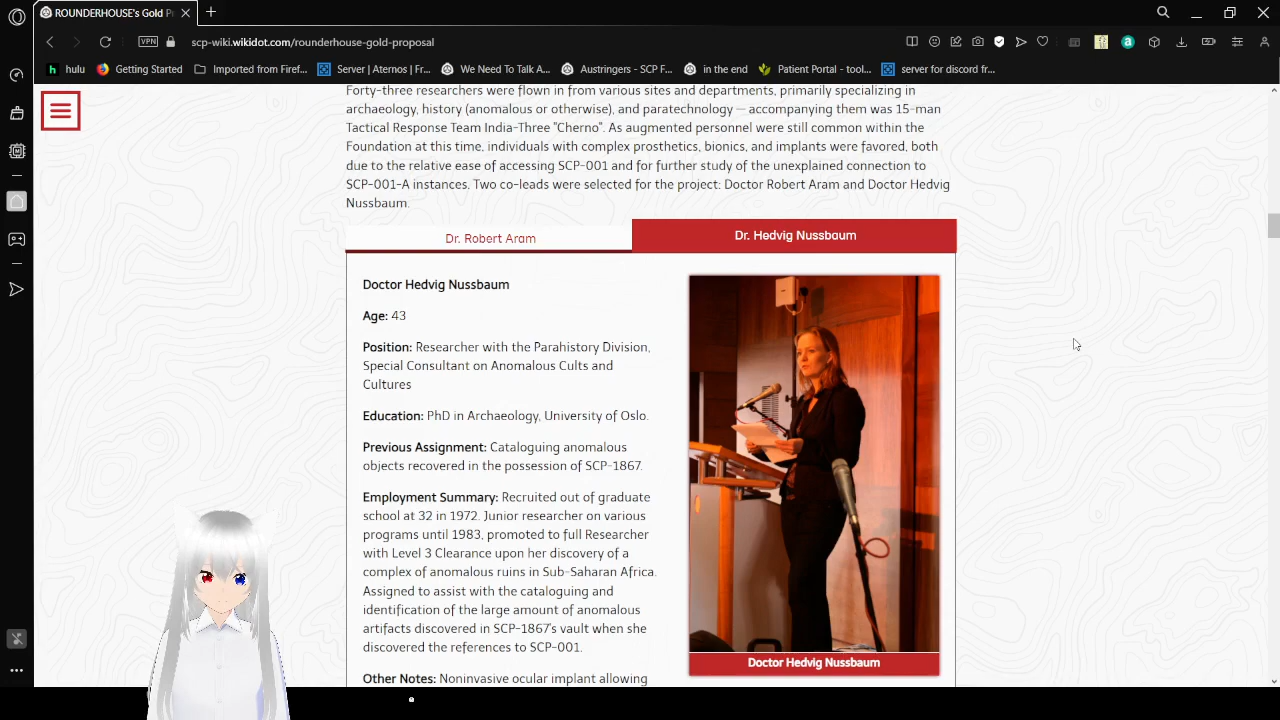 ROUNDERHOUSE's Gold Pr
VPN
scp-wiki.wikidot.com/rounderhouse-gold-proposal
hulu
Getting Started
Imported from Firef...
Server | Aternos | Fr...
We Need To Talk A...
Austringers - SCP F...
in the end
Patient Portal - tool...
server for discord fr...
Forty-three researchers were flown in from various sites and departments, primarily specializing in
archaeology, history (anomalous or otherwise), and paratechnology — accompanying them was 15-man
Tactical Response Team India-Three "Cherno". As augmented personnel were still common within the
Foundation at this time, individuals with complex prosthetics, bionics, and implants were favored, both
due to the relative ease of accessing SCP-001 and for further study of the unexplained connection to
SCP-001-A instances. Two co-leads were selected for the project: Doctor Robert Aram and Doctor Hedvig
Nussbaum.
Dr. Robert Aram
Dr. Hedvig Nussbaum
Doctor Hedvig Nussbaum
Age: 43
Position: Researcher with the Parahistory Division,
Special Consultant on Anomalous Cults and
Cultures
Education: PhD in Archaeology, University of Oslo.
Previous Assignment: Cataloguing anomalous
objects recovered in the possession of SCP-1867.
Employment Summary: Recruited out of graduate
school at 32 in 1972. Junior researcher on various
programs until 1983, promoted to full Researcher
with Level 3 Clearance upon her discovery of a
complex of anomalous ruins in Sub-Saharan Africa.
Assigned to assist with the cataloguing and
identification of the large amount of anomalous
artifacts discovered in SCP-1867's vault when she
discovered the references to SCP-001.
Other Notes: Noninvasive ocular implant allowing
Doctor Hedvig Nussbaum